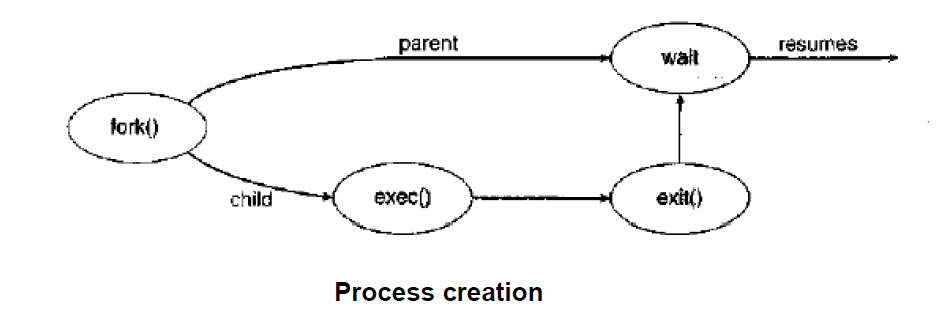 parent
wait
resumes
fork()
child
exec()
exit()
Process creation